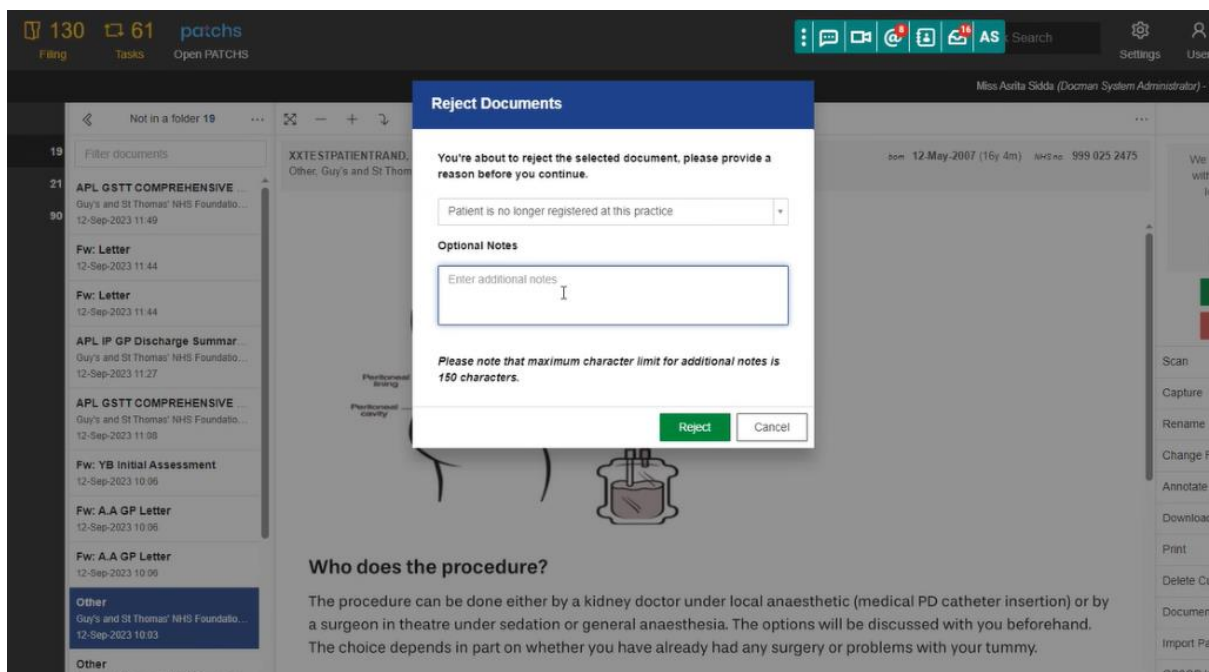 130
61
patchs
Filing
Tasks
Open PATCHS
8
16
AS
Search
Settings
User
Miss Asrita Sidda (Docman System Administrator) -
Not in a folder 19
19
21
90
Filter documents
APL GSTT COMPREHENSIVE ...
Guy's and St Thomas' NHS Foundatio...
12-Sep-2023 11:49
Fw: Letter
12-Sep-2023 11:44
Fw: Letter
12-Sep-2023 11:44
APL IP GP Discharge Summar...
Guy's and St Thomas' NHS Foundatio...
12-Sep-2023 11:27
APL GSTT COMPREHENSIVE ...
Guy's and St Thomas' NHS Foundatio...
12-Sep-2023 11:08
Fw: YB Initial Assessment
12-Sep-2023 10:06
Fw: A.A GP Letter
12-Sep-2023 10:06
Fw: A.A GP Letter
12-Sep-2023 10:06
Other
Guy's and St Thomas' NHS Foundatio...
12-Sep-2023 10:03
Other
XXTESTPATIENTRAND,
Other, Guy's and St Thom
born 12-May-2007 (16y 4m) NHS no 999 025 2475
Reject Documents
You're about to reject the selected document, please provide a
reason before you continue.
Patient is no longer registered at this practice
Optional Notes
Enter additional notes
Please note that maximum character limit for additional notes is
150 characters.
Reject
Cancel
Peritoneal
lining
Peritoneal
cavity
Who does the procedure?
The procedure can be done either by a kidney doctor under local anaesthetic (medical PD catheter insertion) or by
a surgeon in theatre under sedation or general anaesthesia. The options will be discussed with you beforehand.
The choice depends in part on whether you have already had any surgery or problems with your tummy.
We
with
Scan
Capture
Rename
Change F
Annotate
Download
Print
Delete Cu
Documen
Import Pa